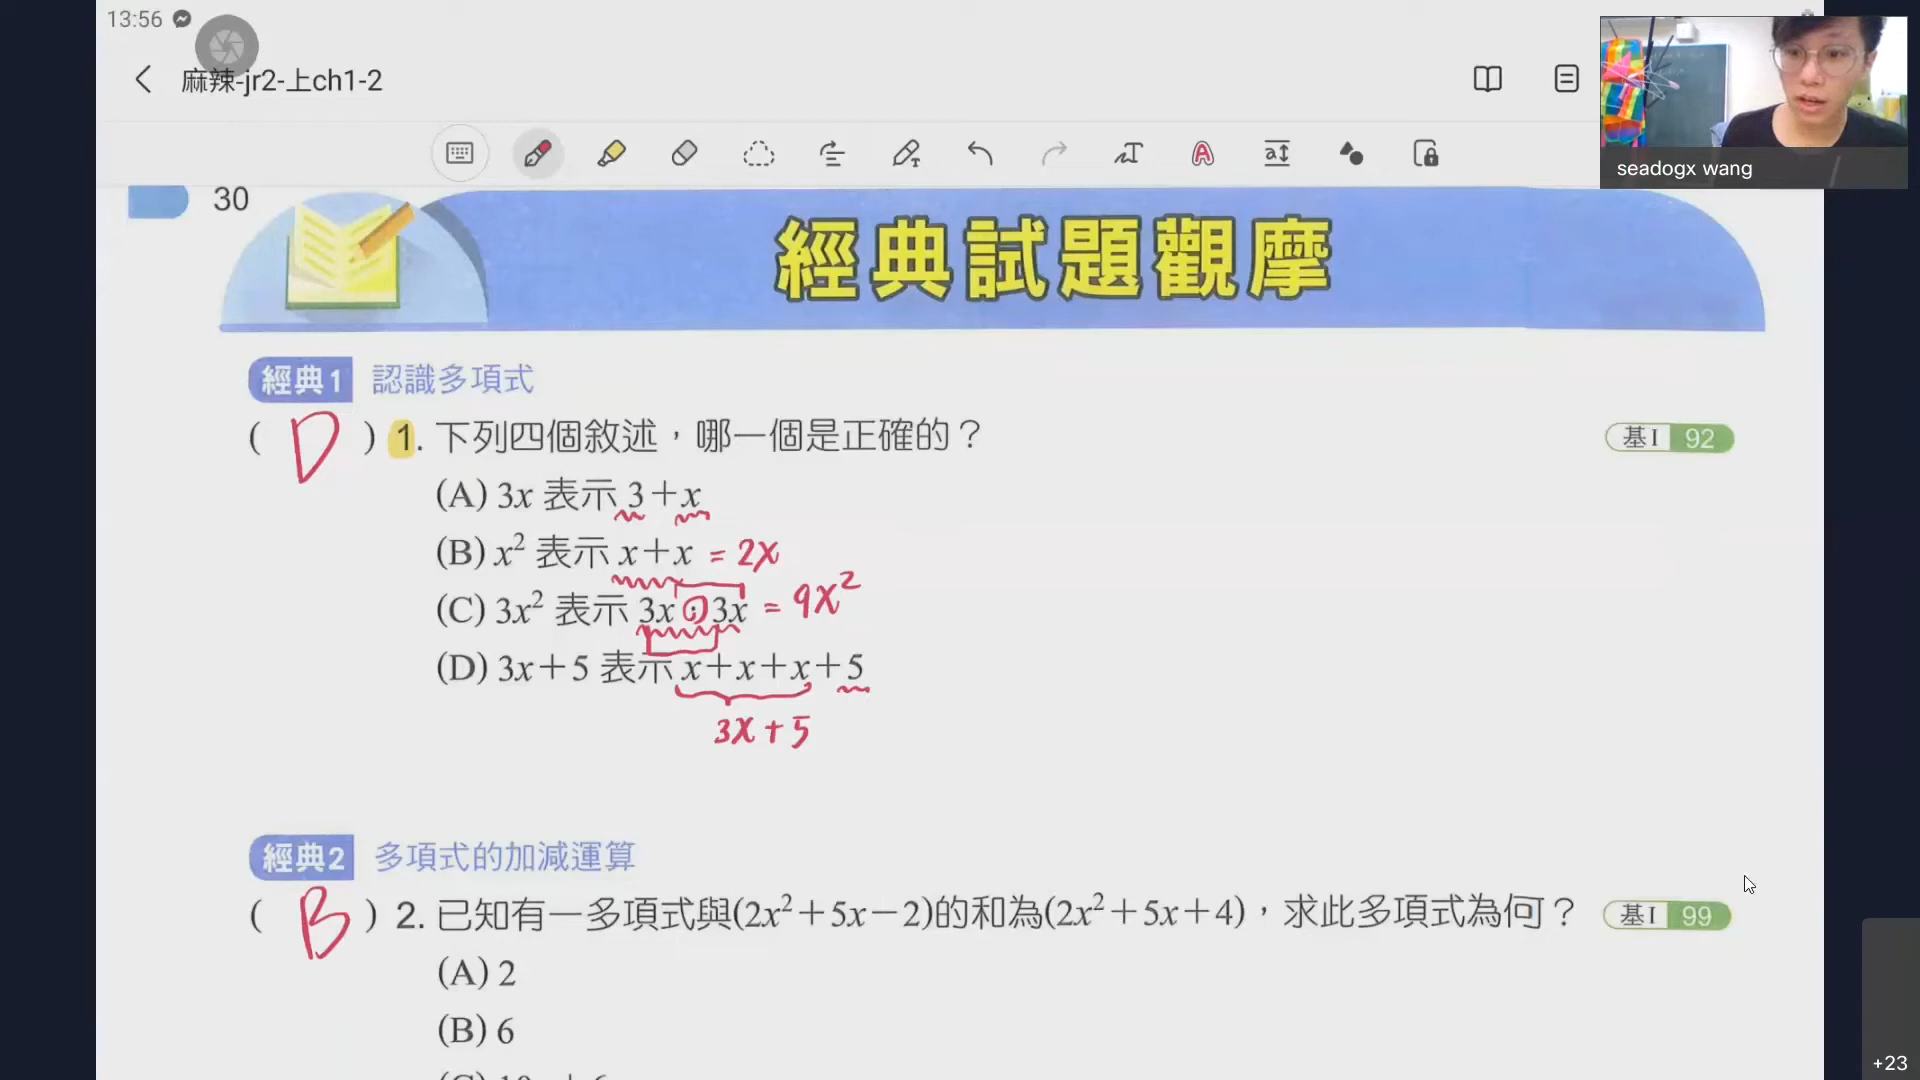 13:56
麻辣-jr2-上ch1-2
seadogx wang
30
經典試題觀摩
經典1 認識多項式
( D ) 1. 下列四個敘述，哪一個是正確的？ 基I 92
(A) 3x 表示 3＋x
(B) x² 表示 x＋x = 2x
(C) 3x² 表示 3x · 3x = 9x²
(D) 3x＋5 表示 x＋x＋x＋5
3x + 5
經典2 多項式的加減運算
( B ) 2. 已知有一多項式與(2x²＋5x－2)的和為(2x²＋5x＋4)，求此多項式為何？ 基I 99
(A) 2
(B) 6
+23